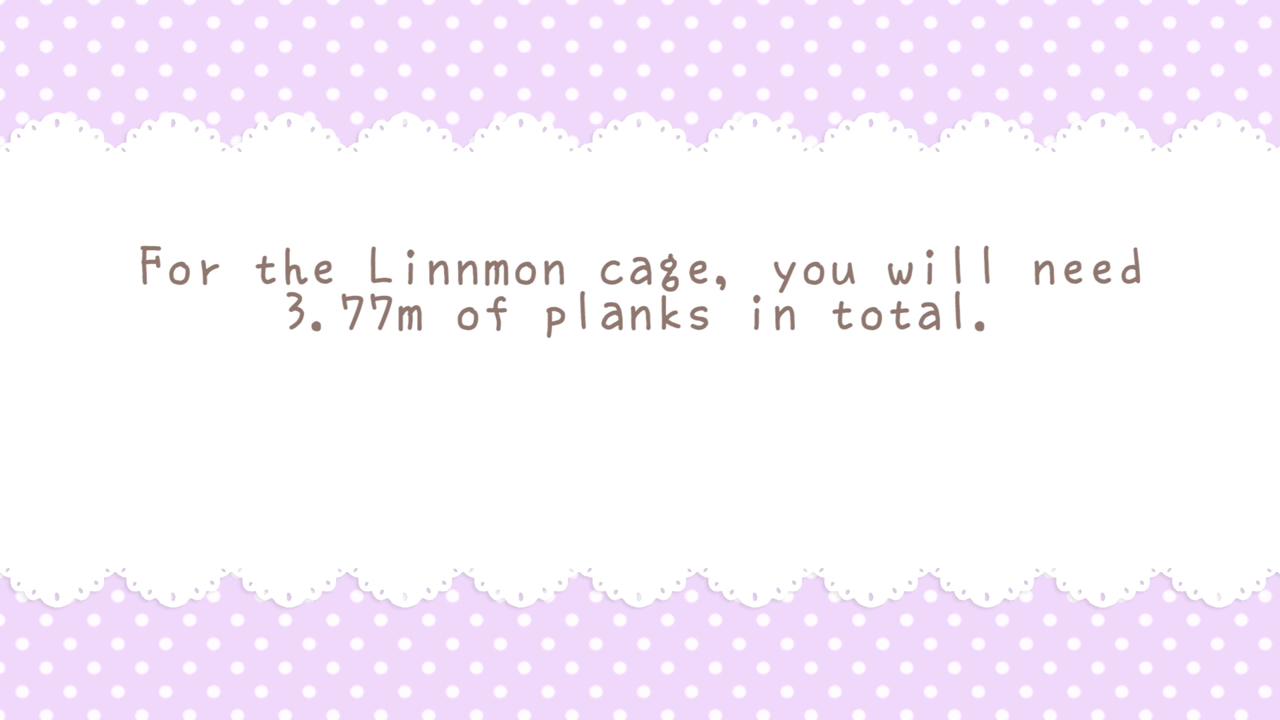 For the Linnmon cage, you will need
3.77m of planks in total.